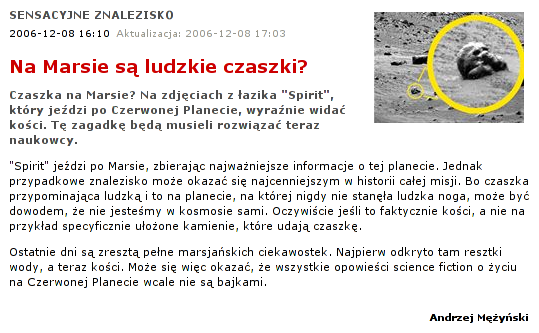 SENSACYJNE ZNALEZISKO
2006-12-08 16:10 Aktualizacja: 2006-12-08 17:03
Na Marsie są ludzkie czaszki?
Czaszka na Marsie? Na zdjęciach z łazika "Spirit",
który jeździ po Czerwonej Planecie, wyraźnie widać
kości. Tę zagadkę będą musieli rozwiązać teraz
naukowcy.
"Spirit" jeździ po Marsie, zbierając najważniejsze informacje o tej planecie. Jednak
przypadkowe znalezisko może okazać się najcenniejszym w historii całej misji. Bo czaszka
przypominająca ludzką i to na planecie, na której nigdy nie stanęła ludzka noga, może być
dowodem, że nie jesteśmy w kosmosie sami. Oczywiście jeśli to faktycznie kości, a nie na
przykład specyficznie ułożone kamienie, które udają czaszkę.
Ostatnie dni są zresztą pełne marsjańskich ciekawostek. Najpierw odkryto tam resztki
wody, a teraz kości. Może się więc okazać, że wszystkie opowieści science fiction o życiu
na Czerwonej Planecie wcale nie są bajkami.
Andrzej Mężyński